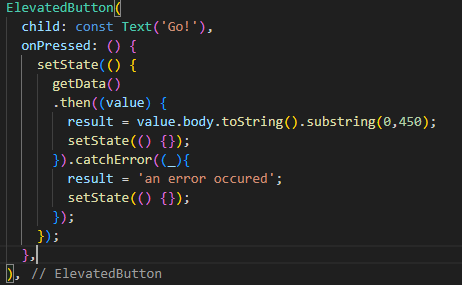 ElevatedButton(
  child: const Text('Go!'),
  onPressed: () {
    setState(() {
      getData()
      .then((value) {
        result = value.body.toString().substring(0,450);
        setState(() {});
      }).catchError((_){
        result = 'an error occured';
        setState(() {});
      });
    });
  },
), // ElevatedButton